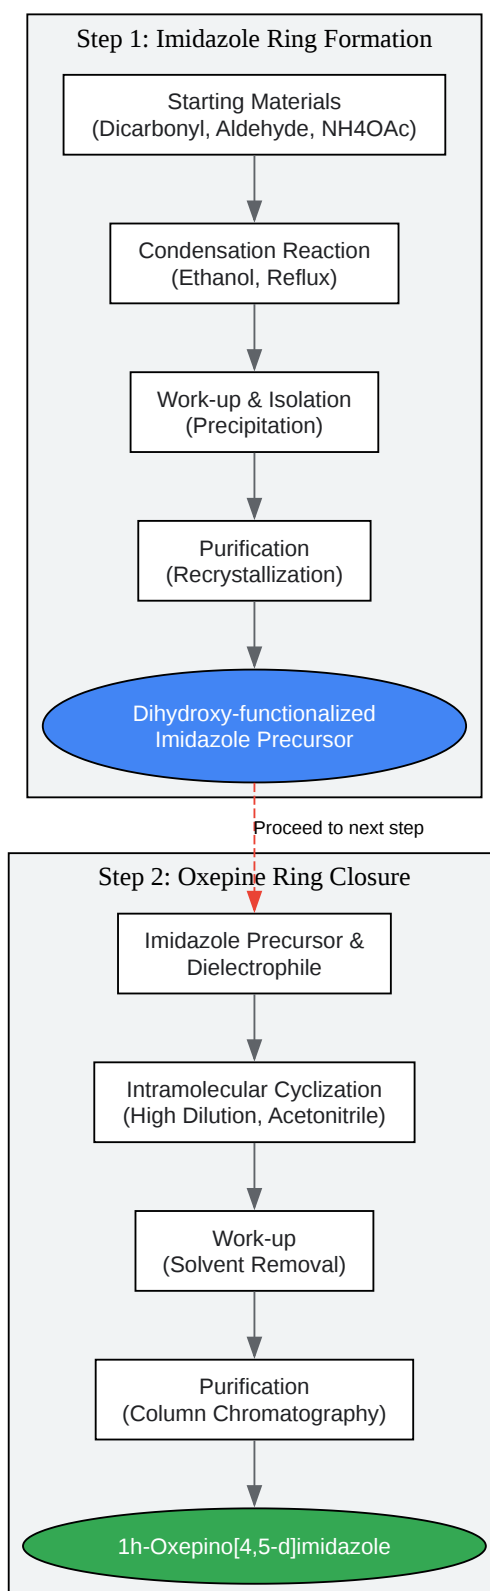 Step 1: Imidazole Ring Formation
Starting Materials
(Dicarbonyl, Aldehyde, NH4OAc)
Condensation Reaction
(Ethanol, Reflux)
Work-up & Isolation
(Precipitation)
Purification
(Recrystallization)
Dihydroxy-functionalized
Imidazole Precursor
Proceed to next step
Step 2: Oxepine Ring Closure
Imidazole Precursor &
Dielectrophile
Intramolecular Cyclization
(High Dilution, Acetonitrile)
Work-up
(Solvent Removal)
Purification
(Column Chromatography)
1h-Oxepino[4,5-d]imidazole